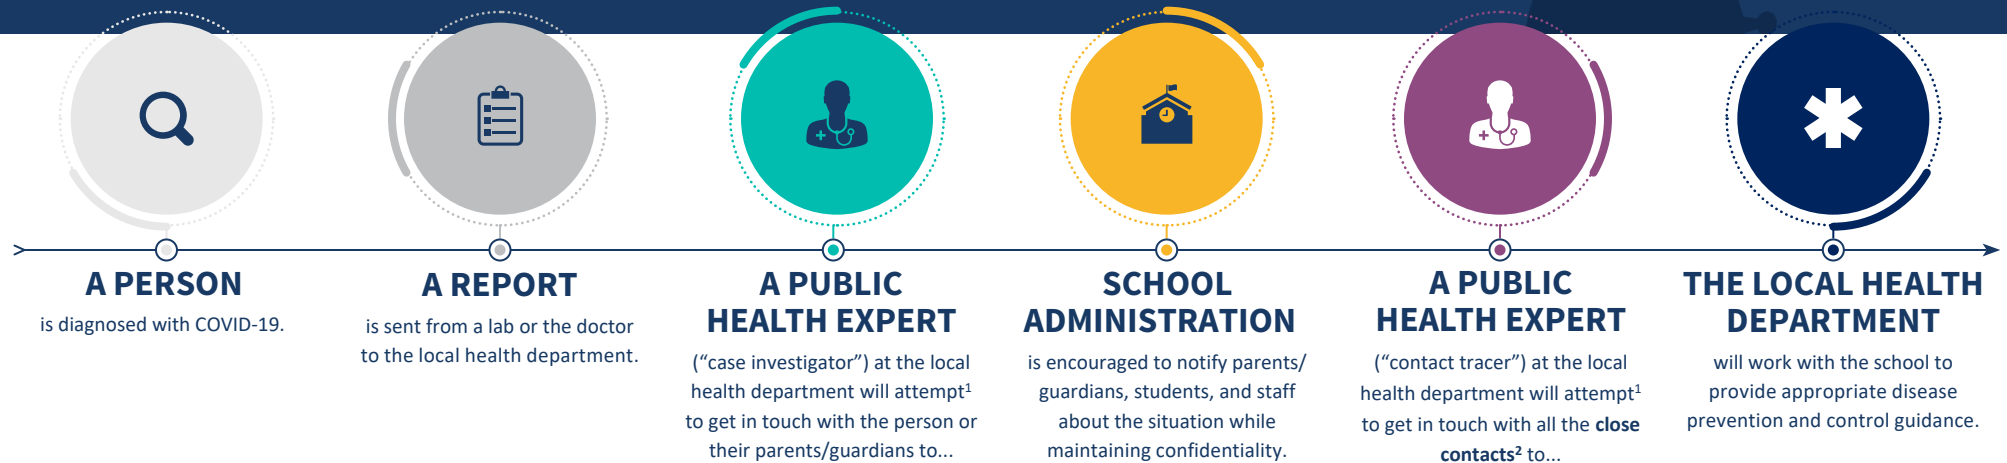 A PERSON
is diagnosed with COVID-19.
A REPORT
is sent from a lab or the doctor
to the local health department.
A PUBLIC
HEALTH EXPERT
(“case investigator”) at the local
health department will attempt¹
to get in touch with the person or
their parents/guardians to...
SCHOOL
ADMINISTRATION
is encouraged to notify parents/
guardians, students, and staff
about the situation while
maintaining confidentiality.
A PUBLIC
HEALTH EXPERT
(“contact tracer”) at the local
health department will attempt¹
to get in touch with all the close
contacts² to...
THE LOCAL HEALTH
DEPARTMENT
will work with the school to
provide appropriate disease
prevention and control guidance.